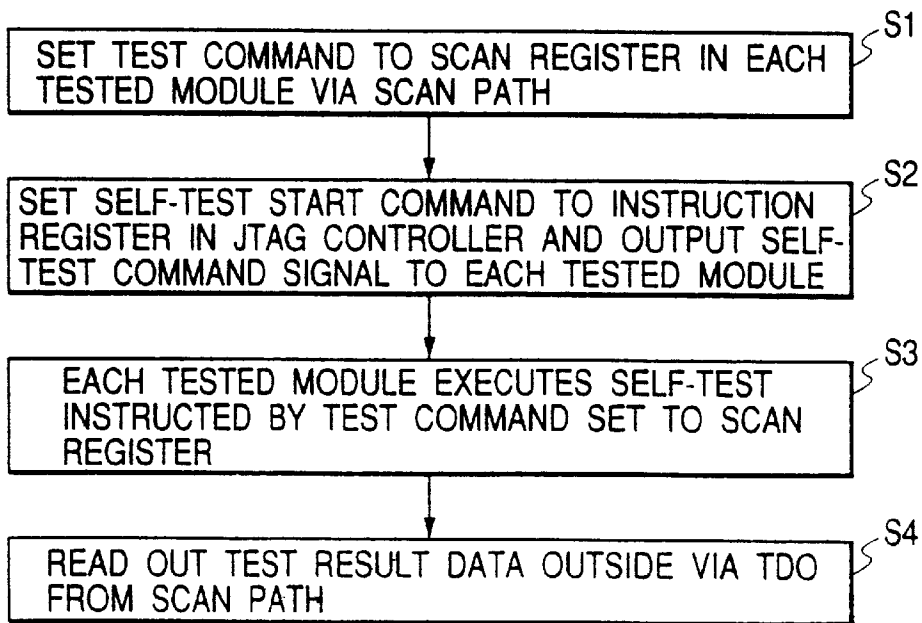 S1
SET TEST COMMAND TO SCAN REGISTER IN EACH
TESTED MODULE VIA SCAN PATH
S2
SET SELF-TEST START COMMAND TO INSTRUCTION
REGISTER IN JTAG CONTROLLER AND OUTPUT SELF-
TEST COMMAND SIGNAL TO EACH TESTED MODULE
S3
EACH TESTED MODULE EXECUTES SELF-TEST
INSTRUCTED BY TEST COMMAND SET TO SCAN
REGISTER
S4
READ OUT TEST RESULT DATA OUTSIDE VIA TDO
FROM SCAN PATH